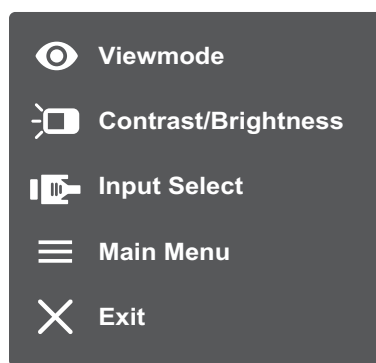 Viewmode
Contrast/Brightness
Input Select
Main Menu
Exit